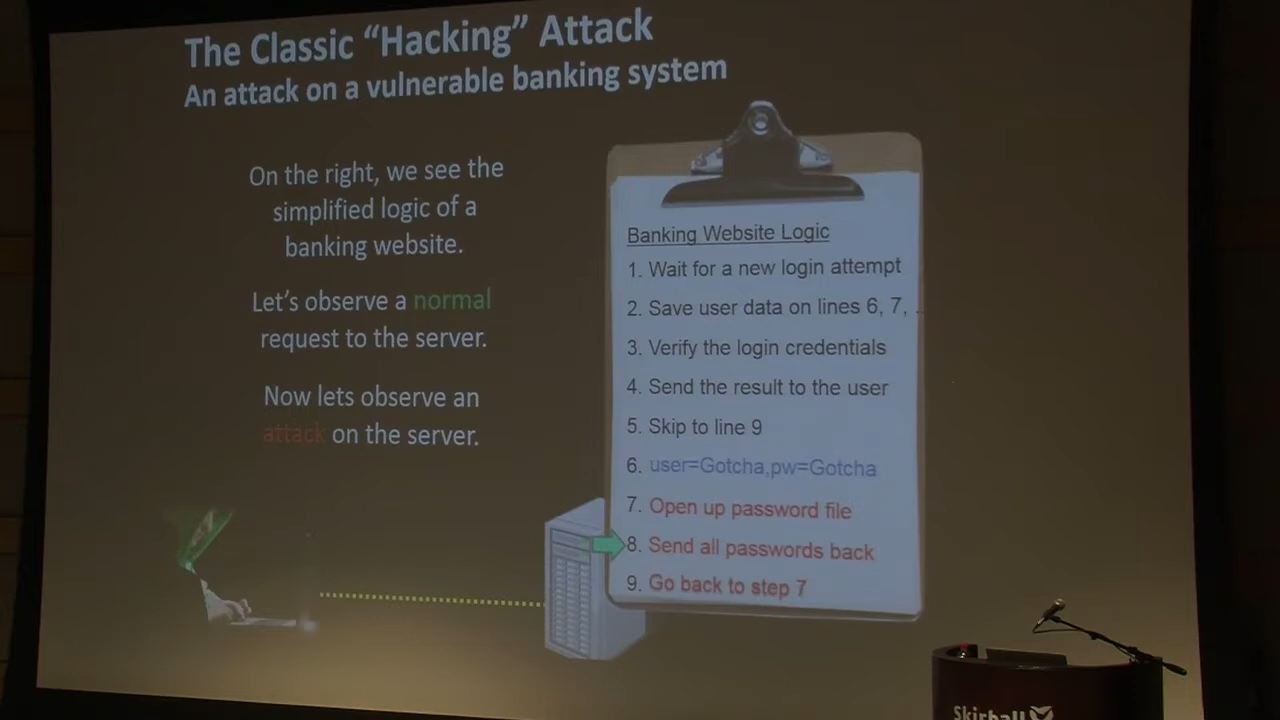 The Classic “Hacking” Attack
An attack on a vulnerable banking system
On the right, we see the
simplified logic of a
banking website.
Let's observe a normal
request to the server.
Now lets observe an
attack on the server.
Banking Website Logic
1. Wait for a new login attempt
2. Save user data on lines 6, 7, ..
3. Verify the login credentials
4. Send the result to the user
5. Skip to line 9
6. user=Gotcha,pw=Gotcha
7. Open up password file
8. Send all passwords back
9. Go back to step 7
Skirball